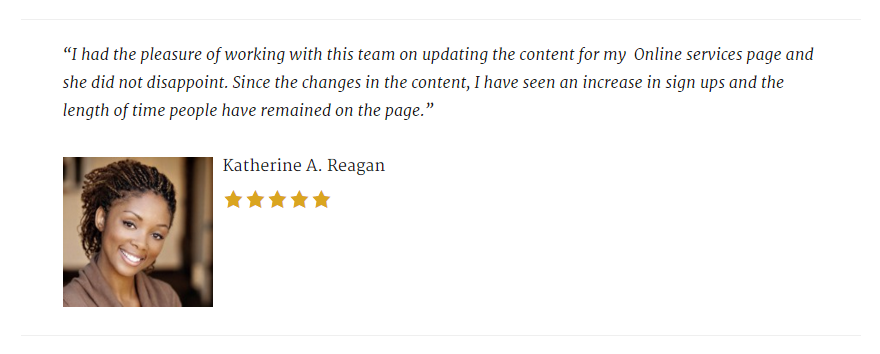 “I had the pleasure of working with this team on updating the content for my  Online services page and
she did not disappoint. Since the changes in the content, I have seen an increase in sign ups and the
length of time people have remained on the page.”
Katherine A. Reagan